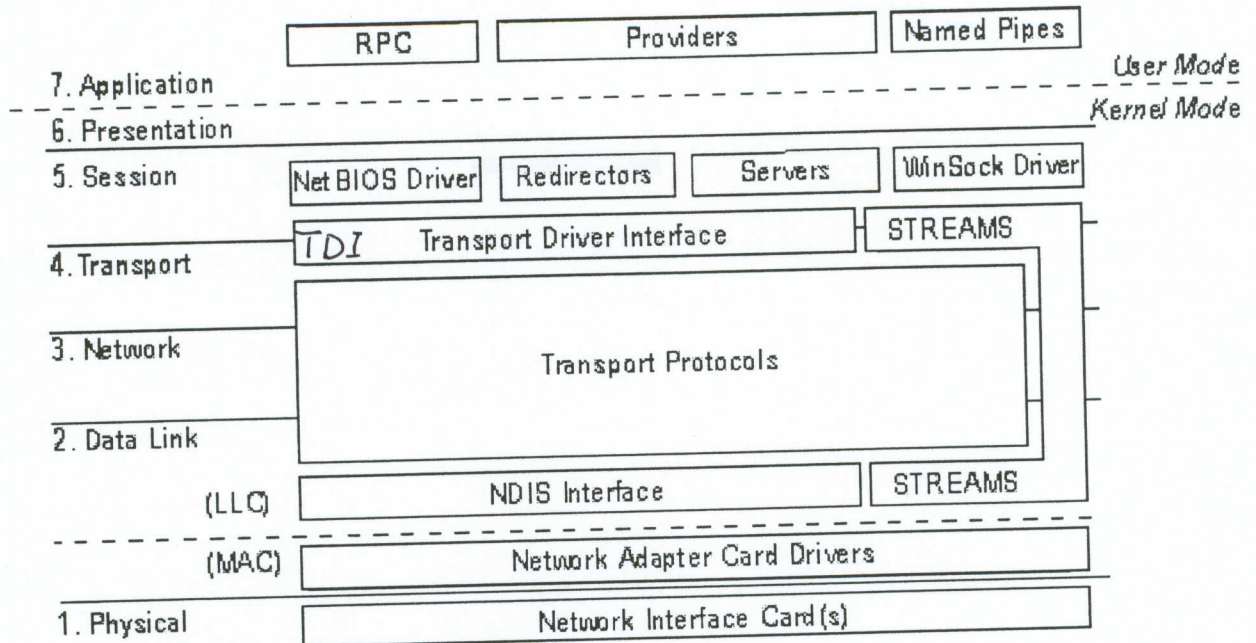 RPC Providers Named Pipes
7. Application User Mode
6. Presentation Kernel Mode
5. Session NetBIOS Driver Redirectors Servers WinSock Driver
TDI Transport Driver Interface STREAMS
4. Transport
3. Network Transport Protocols
2. Data Link
(LLC) NDIS Interface STREAMS
(MAC) Network Adapter Card Drivers
1. Physical Network Interface Card(s)